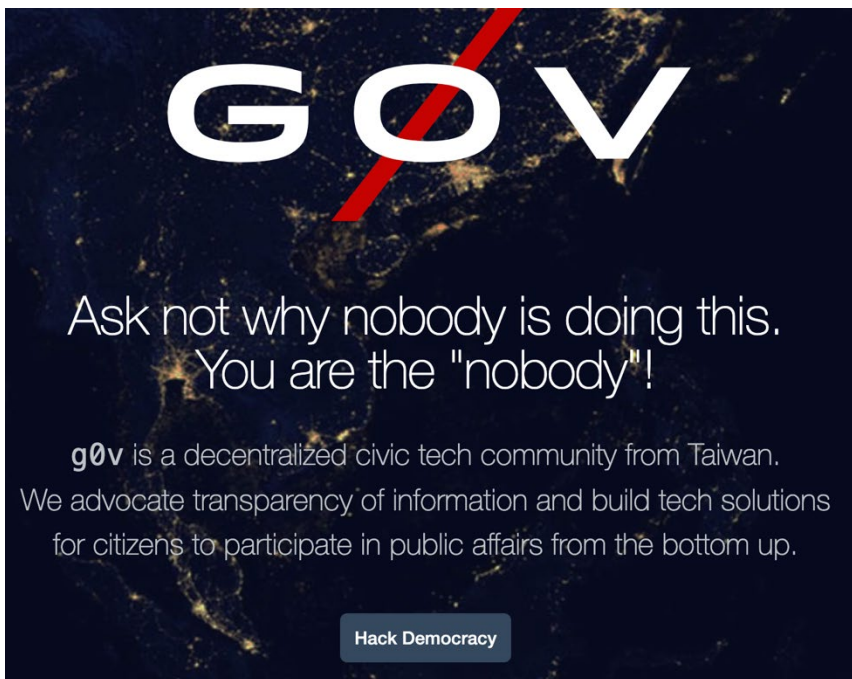 GØV
Ask not why nobody is doing this.
You are the "nobody"!
g0v is a decentralized civic tech community from Taiwan.
We advocate transparency of information and build tech solutions
for citizens to participate in public affairs from the bottom up.
Hack Democracy